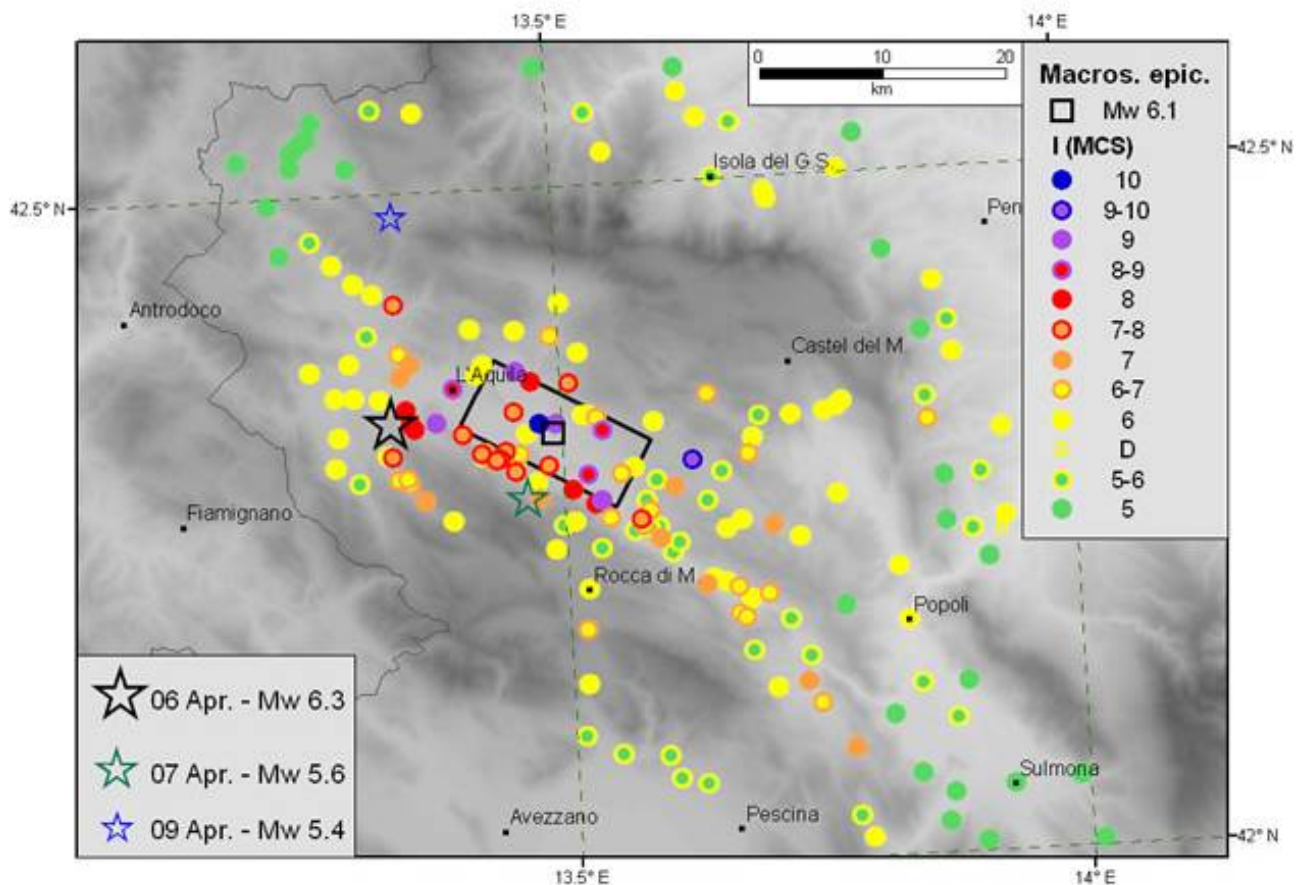 13.5° E
14° E
0
10
20
km
Macros. epic.
Mw 6.1
I (MCS)
10
9-10
9
8-9
8
7-8
7
6-7
6
D
5-6
5
42.5° N
42.5° N
Isola del G.S.
Pen
Antrodoco
Castel del M.
L'Aquila
Fiamignano
Rocca di M.
Popoli
06 Apr. - Mw 6.3
07 Apr. - Mw 5.6
09 Apr. - Mw 5.4
Sulmona
Avezzano
Pescina
42° N
13.5° E
14° E